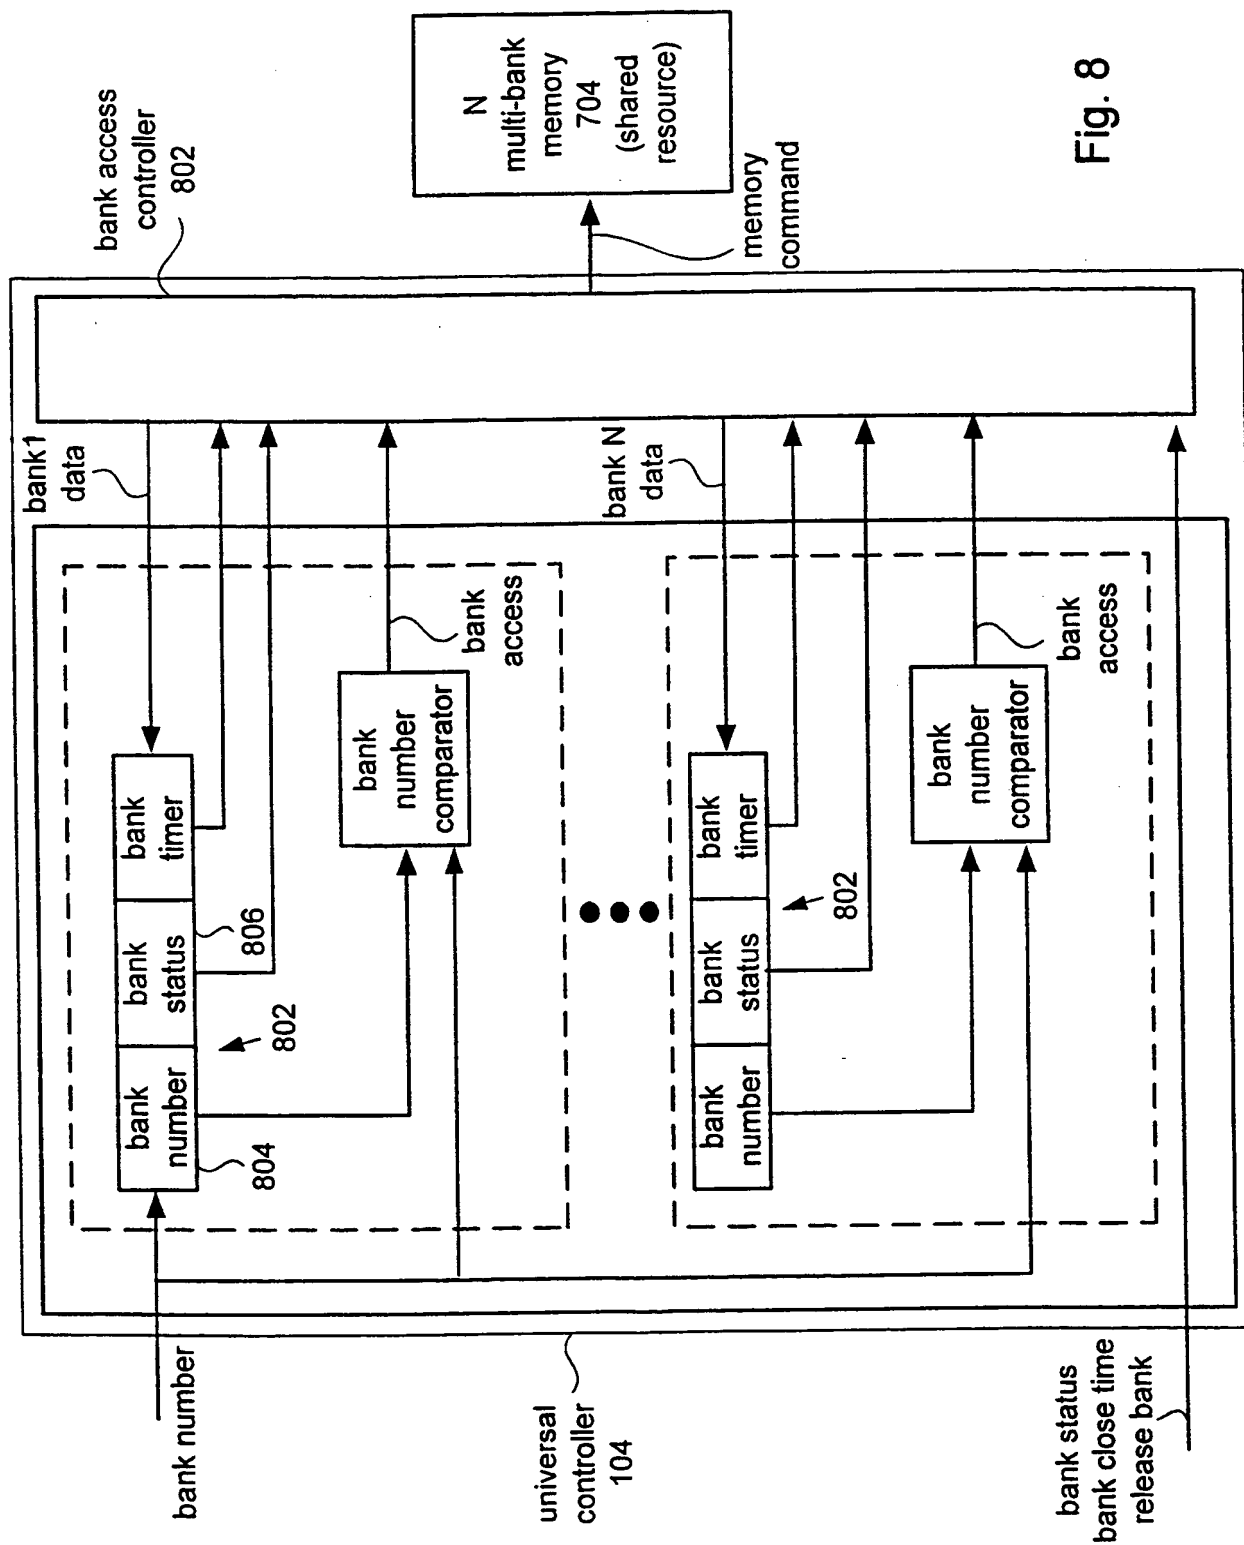 bank number
universal
controller
104
bank status
bank close time
release bank
bank
number
804
bank
status
806
bank
timer
802
bank
number
comparator
bank
access
bank1
data
bank
number
bank
status
bank
timer
802
bank
number
comparator
bank
access
bank N
data
bank access
controller
802
N
multi-bank
memory
704
(shared
resource)
memory
command
Fig. 8